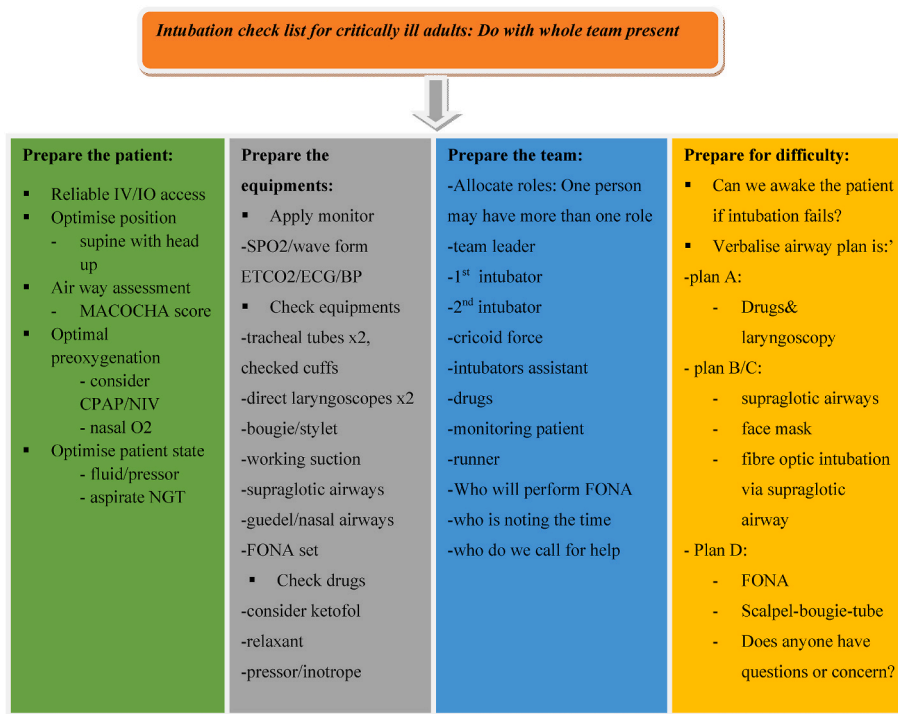 Intubation check list for critically ill adults: Do with whole team present
Prepare the patient:
▪ Reliable IV/IO access
▪ Optimise position
- supine with head
up
▪ Air way assessment
- MACOCHA score
▪ Optimal
preoxygenation
- consider
CPAP/NIV
- nasal O2
▪ Optimise patient state
- fluid/pressor
- aspirate NGT
Prepare the
equipments:
▪ Apply monitor
-SPO2/wave form
ETCO2/ECG/BP
▪ Check equipments
-tracheal tubes x2,
checked cuffs
-direct laryngoscopes x2
-bougie/stylet
-working suction
-supraglotic airways
-guedel/nasal airways
-FONA set
▪ Check drugs
-consider ketofol
-relaxant
-pressor/inotrope
Prepare the team:
-Allocate roles: One person
may have more than one role
-team leader
-1st intubator
-2nd intubator
-cricoid force
-intubators assistant
-drugs
-monitoring patient
-runner
-Who will perform FONA
-who is noting the time
-who do we call for help
Prepare for difficulty:
▪ Can we awake the patient
if intubation fails?
▪ Verbalise airway plan is:’
-plan A:
- Drugs&
laryngoscopy
- plan B/C:
- supraglotic airways
- face mask
- fibre optic intubation
via supraglotic
airway
- Plan D:
- FONA
- Scalpel-bougie-tube
- Does anyone have
questions or concern?